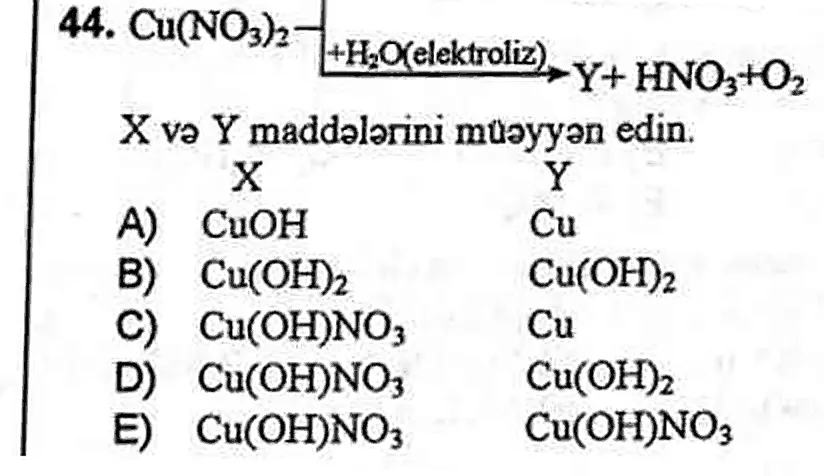 44. Cu(NO₃)₂
+H₂O(elektroliz) → Y+ HNO₃+O₂
X və Y maddələrini müəyyən edin.
X Y
A) CuOH Cu
B) Cu(OH)₂ Cu(OH)₂
C) Cu(OH)NO₃ Cu
D) Cu(OH)NO₃ Cu(OH)₂
E) Cu(OH)NO₃ Cu(OH)NO₃